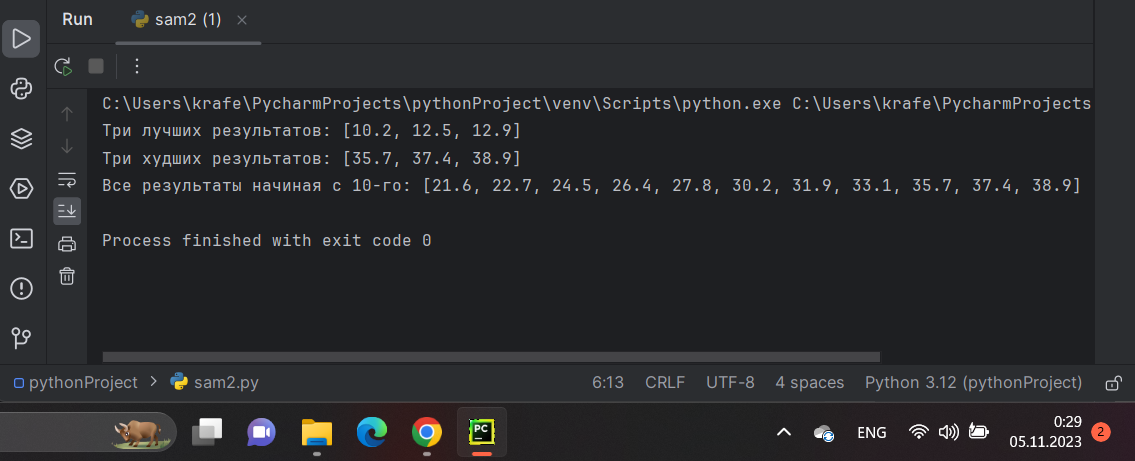 Run sam2 (1)
C:\Users\krafe\PycharmProjects\pythonProject\venv\Scripts\python.exe C:\Users\krafe\PycharmProjects
Три лучших результатов: [10.2, 12.5, 12.9]
Три худших результатов: [35.7, 37.4, 38.9]
Все результаты начиная с 10-го: [21.6, 22.7, 24.5, 26.4, 27.8, 30.2, 31.9, 33.1, 35.7, 37.4, 38.9]
Process finished with exit code 0
pythonProject > sam2.py 6:13 CRLF UTF-8 4 spaces Python 3.12 (pythonProject)
PC
ENG
0:29
05.11.2023
2